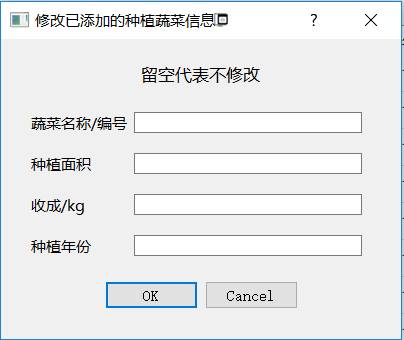 修改已添加的种植蔬菜信息
留空代表不修改
蔬菜名称/编号
种植面积
收成/kg
种植年份
OK Cancel